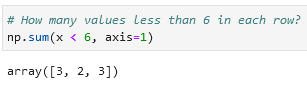 # How many values less than 6 in each row?
np.sum(x < 6, axis=1)
array([3, 2, 3])